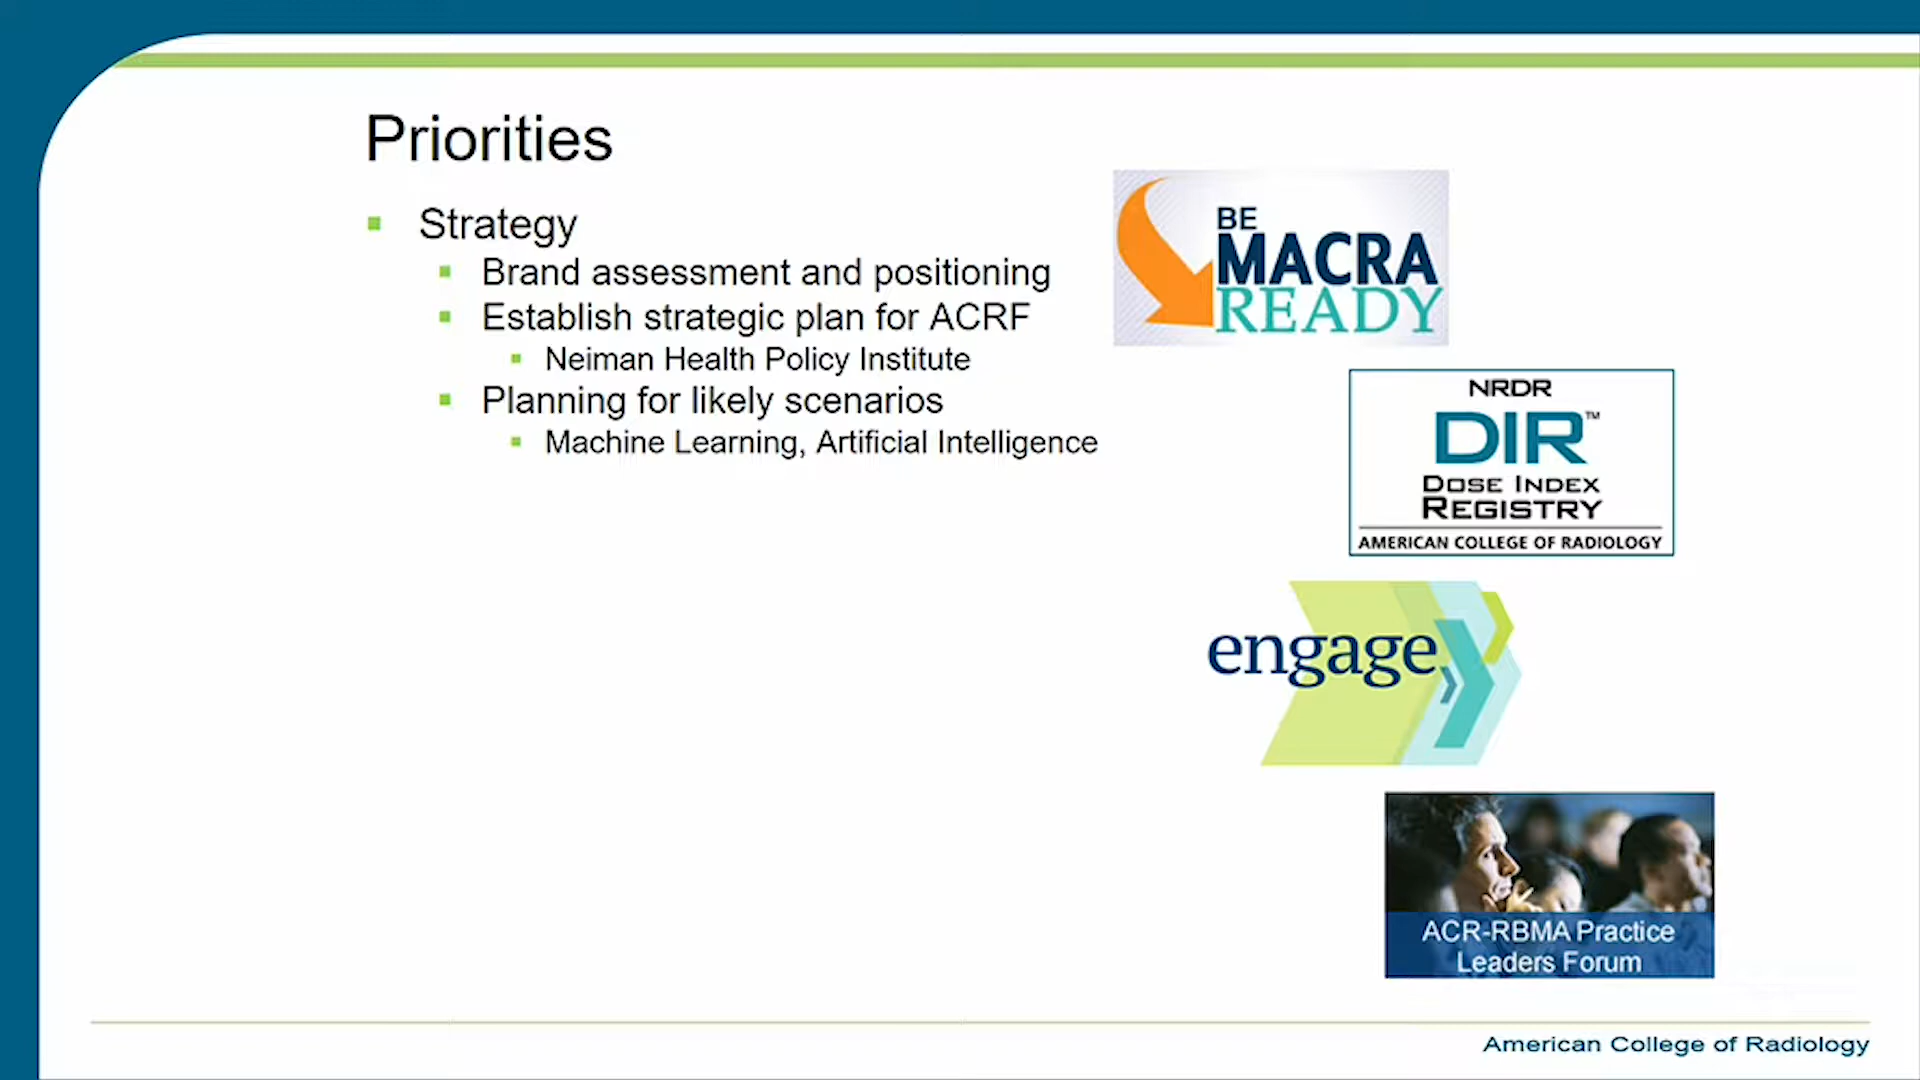 Priorities
Strategy
Brand assessment and positioning
Establish strategic plan for ACRF
Neiman Health Policy Institute
Planning for likely scenarios
Machine Learning, Artificial Intelligence
BE
MACRA
READY
NRDR
DIR™
DOSE INDEX
REGISTRY
AMERICAN COLLEGE OF RADIOLOGY
engage
ACR-RBMA Practice
Leaders Forum
American College of Radiology